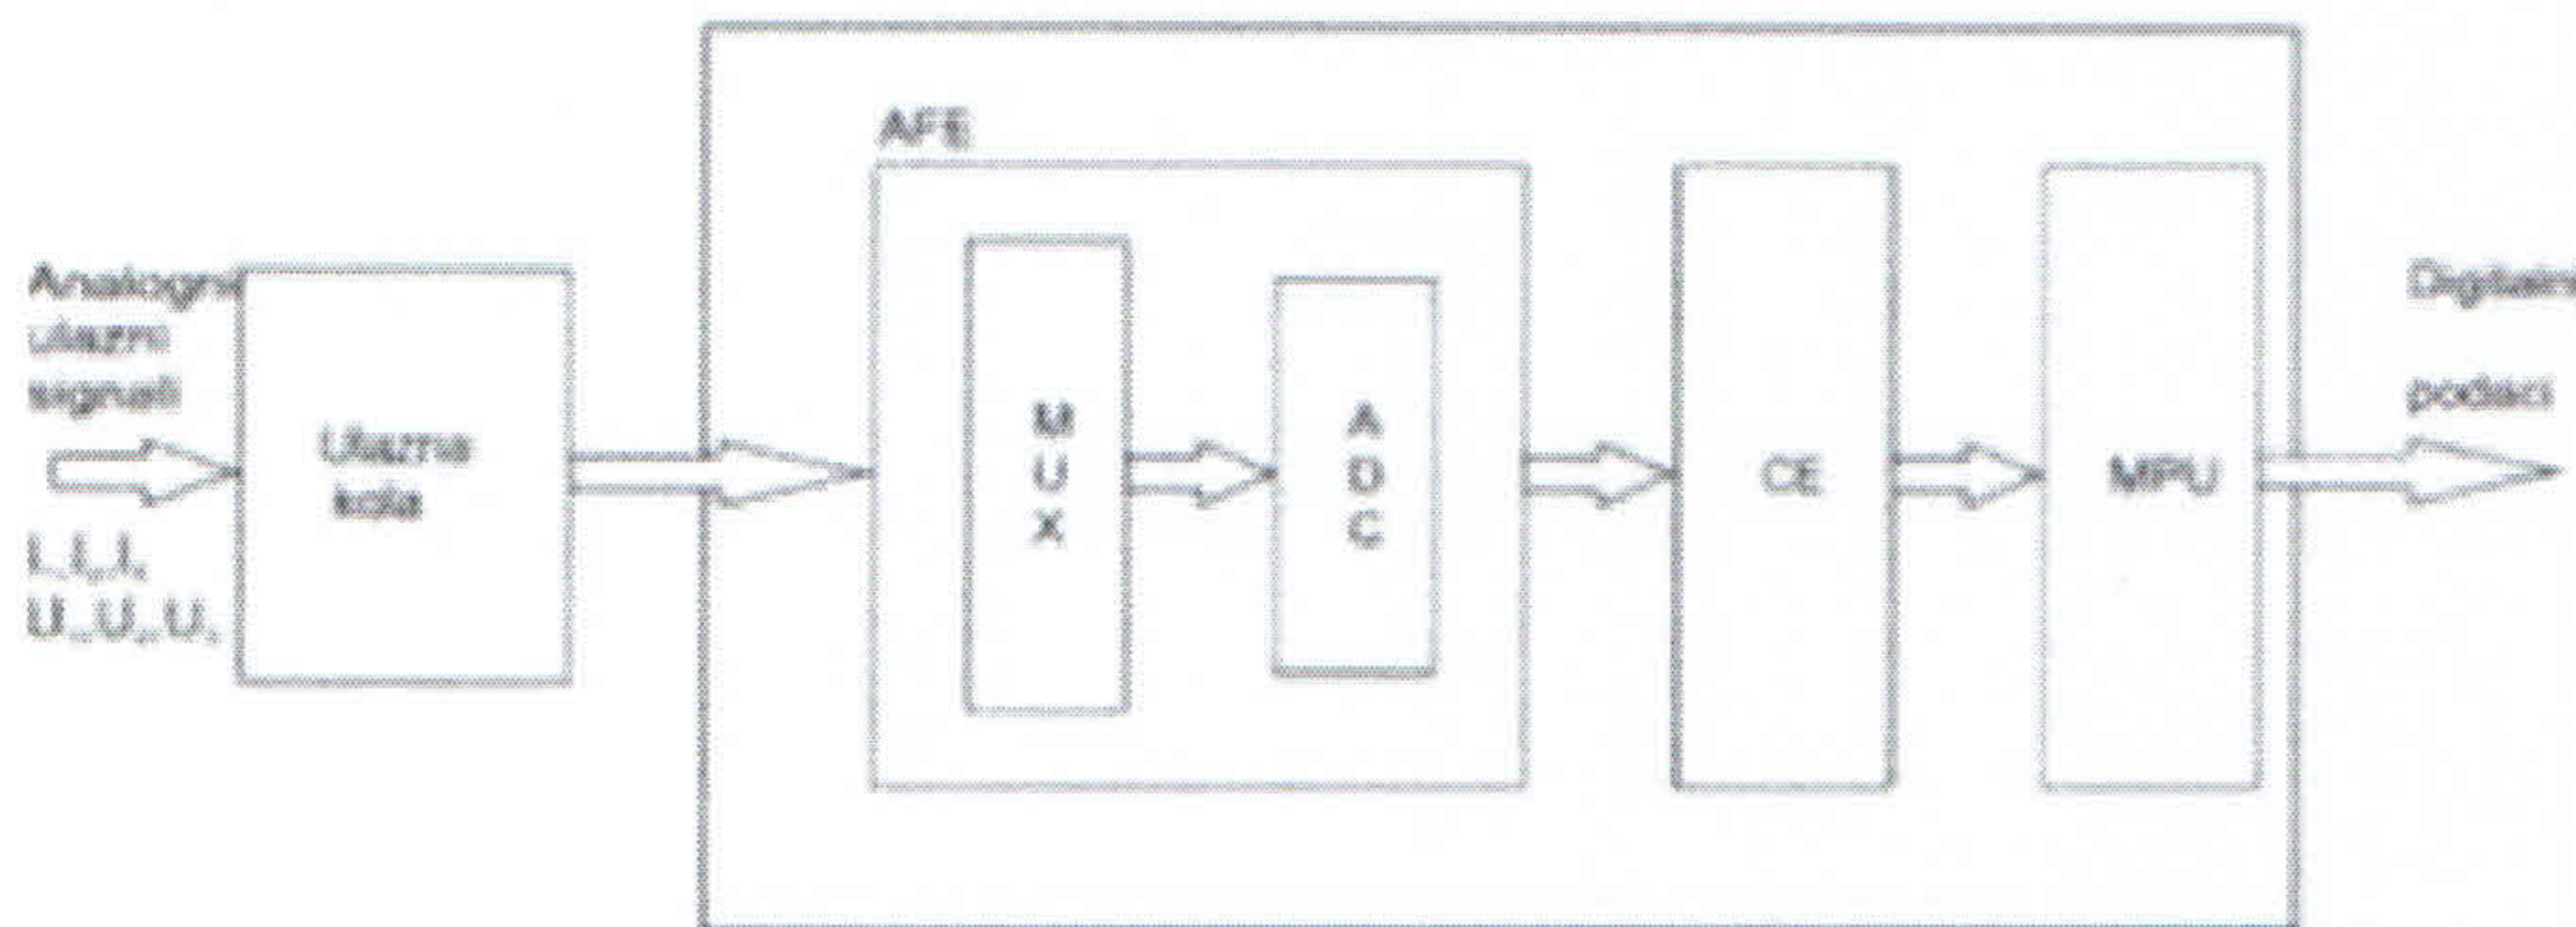 AFE
Analogni
ulazni
signali
Ulazna
kola
M
U
X
A
D
C
CE
MPU
Digitalni
podaci